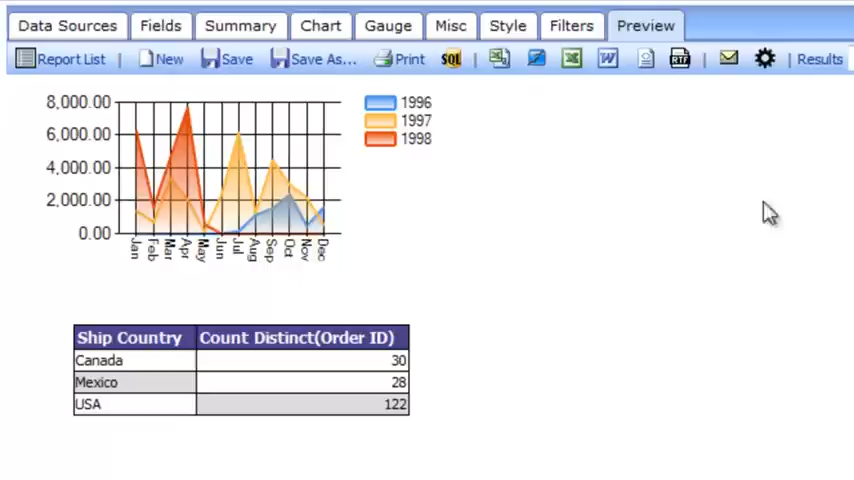 Data Sources Fields Summary Chart Gauge Misc Style Filters Preview
Report List New Save Save As... Print SQL RTF Results
8,000.00
6,000.00
4,000.00
2,000.00
0.00
1996
1997
1998
Jan Feb Mar Apr May Jun Jul Aug Sep Oct Nov Dec
Ship Country Count Distinct(Order ID)
Canada 30
Mexico 28
USA 122